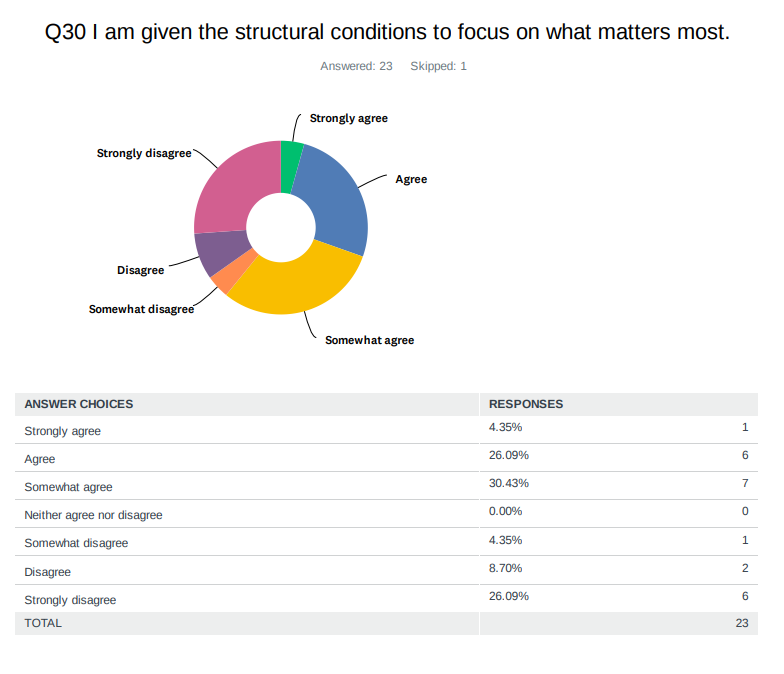 Q30 I am given the structural conditions to focus on what matters most.
Answered: 23 Skipped: 1
Strongly agree
Strongly disagree
Agree
Disagree
Somewhat disagree
Somewhat agree
ANSWER CHOICES RESPONSES
Strongly agree 4.35% 1
Agree 26.09% 6
Somewhat agree 30.43% 7
Neither agree nor disagree 0.00% 0
Somewhat disagree 4.35% 1
Disagree 8.70% 2
Strongly disagree 26.09% 6
TOTAL 23